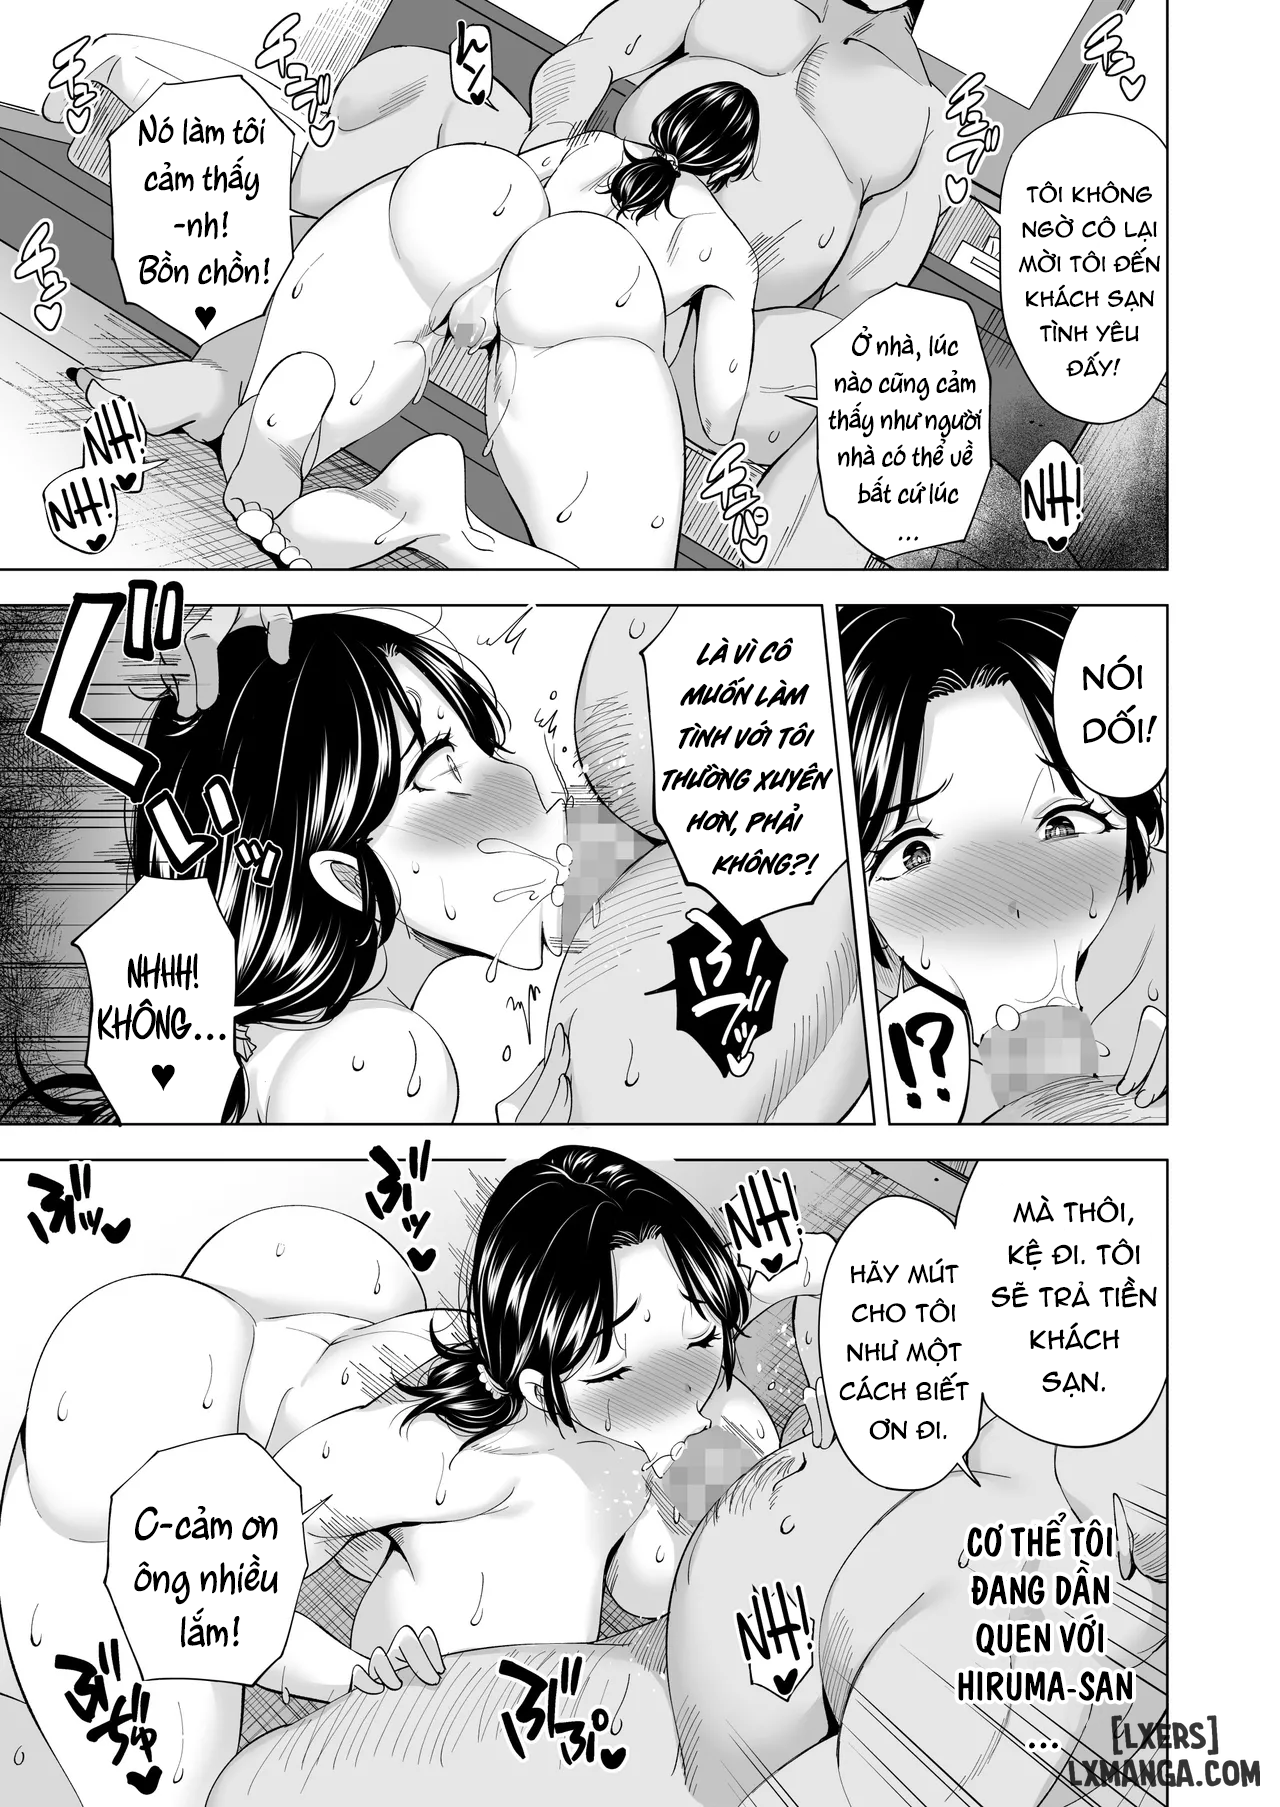 TÔI KHÔNG
NGỜ CÔ LẠI
MỜI TÔI ĐẾN
KHÁCH SẠN
TÌNH YÊU
ĐẤY!
Ở nhà, lúc
nào cũng cảm
thấy như người
nhà có thể về
bất cứ lúc
...
Nó làm tôi
cảm thấy
-nh!
Bồn chồn!
♥
NH!
NH!
NH!
NÓI
DỐI!
!?
LÀ VÌ CÔ
MUỐN LÀM
TÌNH VỚI TÔI
THƯỜNG XUYÊN
HƠN, PHẢI
KHÔNG?!
NHHH!
KHÔNG...
♥
MÀ THÔI,
KỆ ĐI. TÔI
SẼ TRẢ TIỀN
KHÁCH
SẠN.
HÃY MÚT
CHO TÔI
NHƯ MỘT
CÁCH BIẾT
ƠN ĐI.
NH!
C-cảm ơn
ông nhiều
lắm!
NH!
CƠ THỂ TÔI
ĐANG DẦN
QUEN VỚI
HIRUMA-SAN
...
[LXERS]
LXMANGA.COM